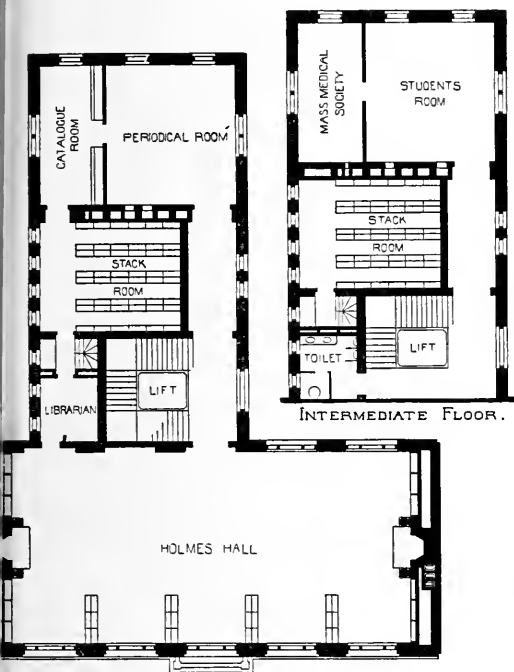 CATALOGUE
ROOM
PERIODICAL ROOM
STACK
ROOM
LIFT
LIBRARIAN
HOLMES HALL
MASS MEDICAL
SOCIETY
STUDENTS
ROOM
STACK
ROOM
TOILET
LIFT
INTERMEDIATE FLOOR.